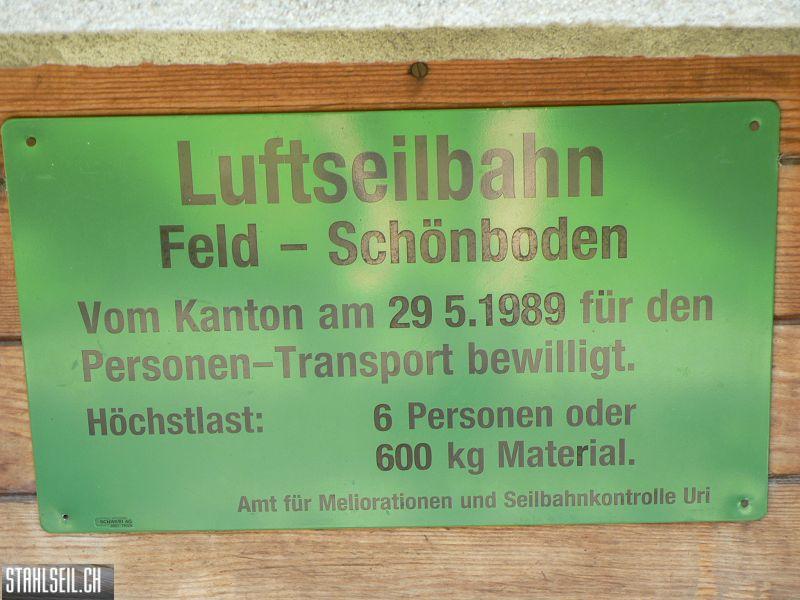 Luftseilbahn
Feld - Schönboden
Vom Kanton am 29 5.1989 für den
Personen-Transport bewilligt.
Höchstlast: 6 Personen oder
600 kg Material.
Amt für Meliorationen und Seilbahnkontrolle Uri
STAHLSEIL.CH